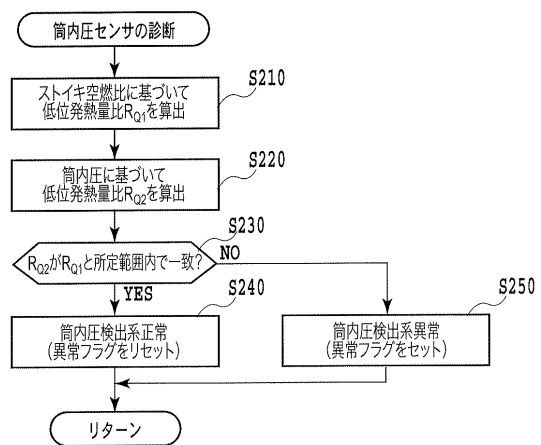 筒内圧センサの診断
S210
ストイキ空燃比に基づいて
低位発熱量比RQ1を算出
S220
筒内圧に基づいて
低位発熱量比RQ2を算出
S230
RQ2がRQ1と所定範囲内で一致?
NO
YES
S240
筒内圧検出系正常
(異常フラグをリセット)
S250
筒内圧検出系異常
(異常フラグをセット)
リターン